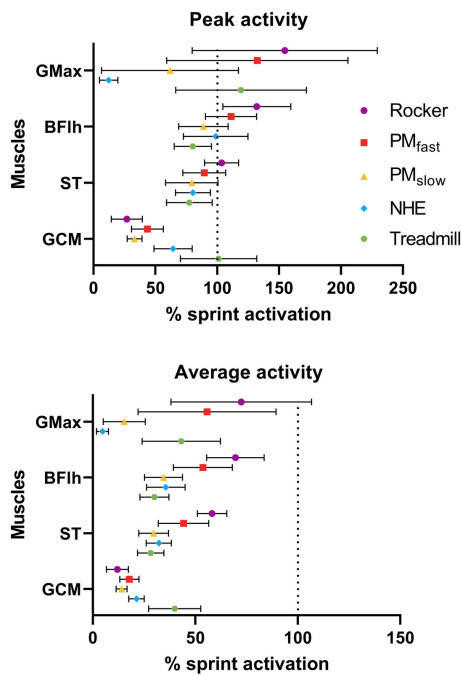 Peak activity
Muscles
GMax
BFlh
ST
GCM
0 50 100 150 200 250
% sprint activation
Rocker
PMfast
PMslow
NHE
Treadmill
Average activity
Muscles
GMax
BFlh
ST
GCM
0 50 100 150
% sprint activation